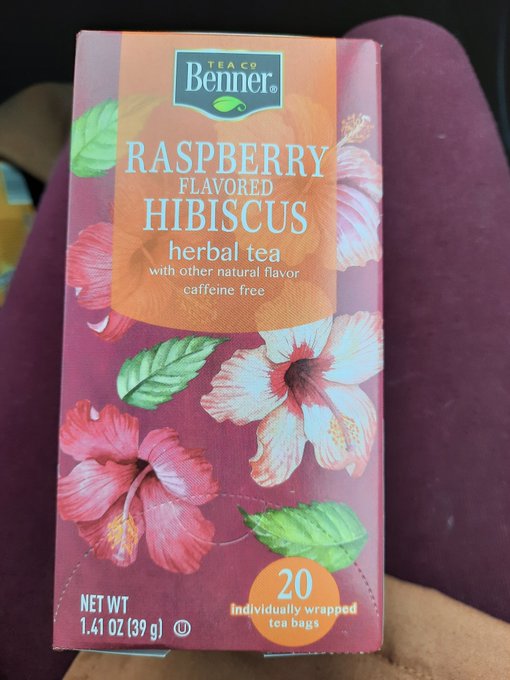 TEA CO
Benner®
RASPBERRY
FLAVORED
HIBISCUS
herbal tea
with other natural flavor
caffeine free
20
individually wrapped
tea bags
NET WT
1.41 OZ (39 g) Ⓤ